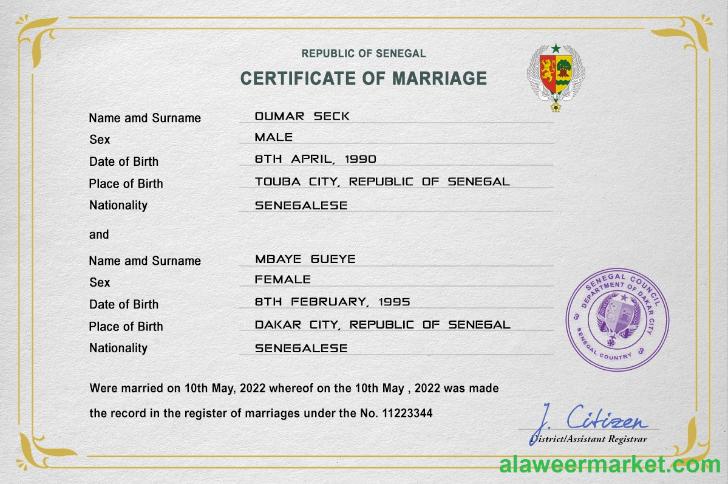 REPUBLIC OF SENEGAL
CERTIFICATE OF MARRIAGE
Name amd Surname OUMAR SECK
Sex MALE
Date of Birth 8TH APRIL, 1990
Place of Birth TOUBA CITY, REPUBLIC OF SENEGAL
Nationality SENEGALESE
and
Name amd Surname MBAYE GUEYE
Sex FEMALE
Date of Birth 8TH FEBRUARY, 1995
Place of Birth DAKAR CITY, REPUBLIC OF SENEGAL
Nationality SENEGALESE
SENEGAL COUNCIL
DEPARTMENT OF DAKAR CITY
SENEGAL COUNTRY
Were married on 10th May, 2022 whereof on the 10th May , 2022 was made
the record in the register of marriages under the No. 11223344
J. Citizen
District/Assistant Registrar
alaweermarket.com